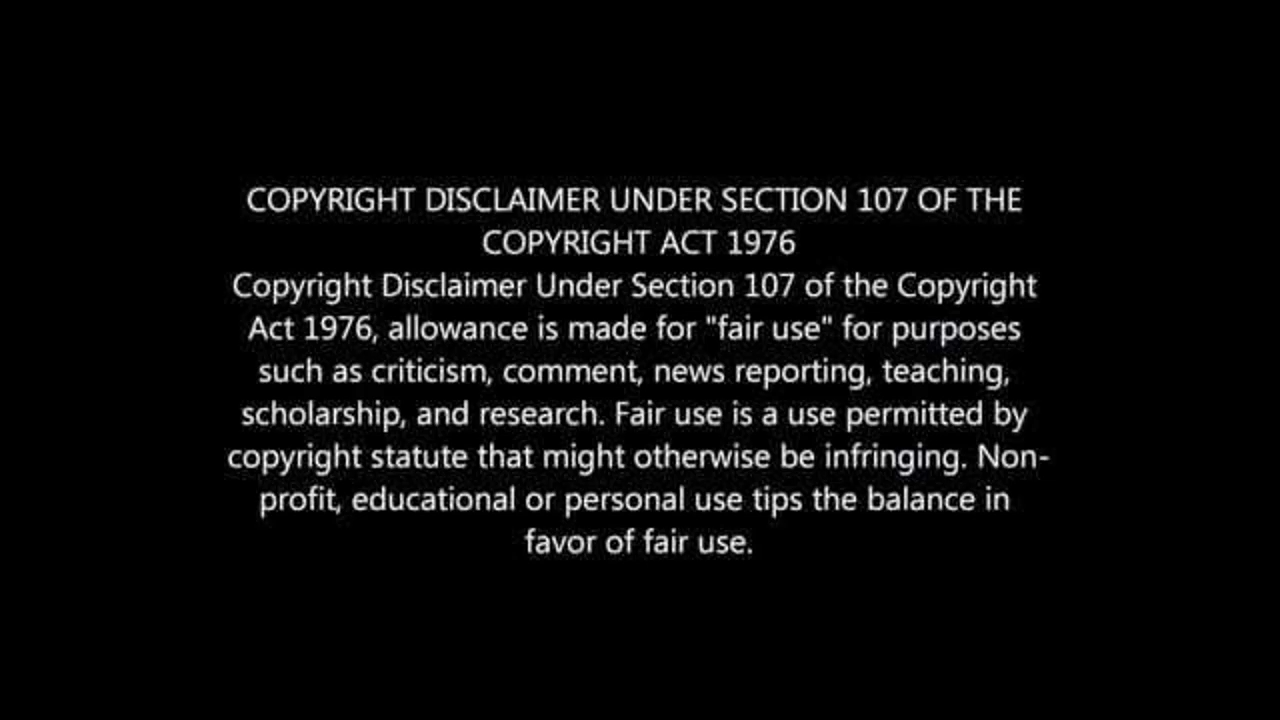 COPYRIGHT DISCLAIMER UNDER SECTION 107 OF THE
COPYRIGHT ACT 1976
Copyright Disclaimer Under Section 107 of the Copyright
Act 1976, allowance is made for "fair use" for purposes
such as criticism, comment, news reporting, teaching,
scholarship, and research. Fair use is a use permitted by
copyright statute that might otherwise be infringing. Non-
profit, educational or personal use tips the balance in
favor of fair use.